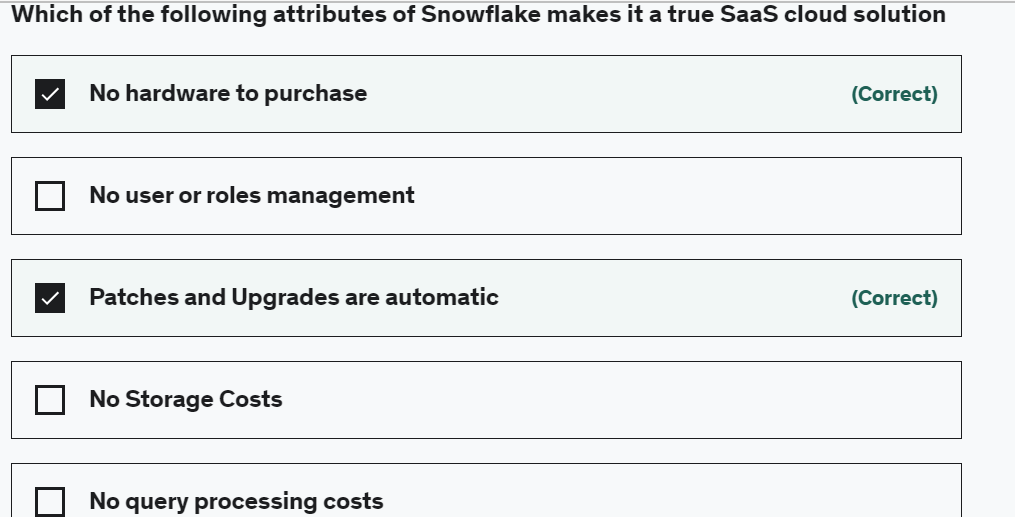 Which of the following attributes of Snowflake makes it a true SaaS cloud solution
No hardware to purchase (Correct)
No user or roles management
Patches and Upgrades are automatic (Correct)
No Storage Costs
No query processing costs